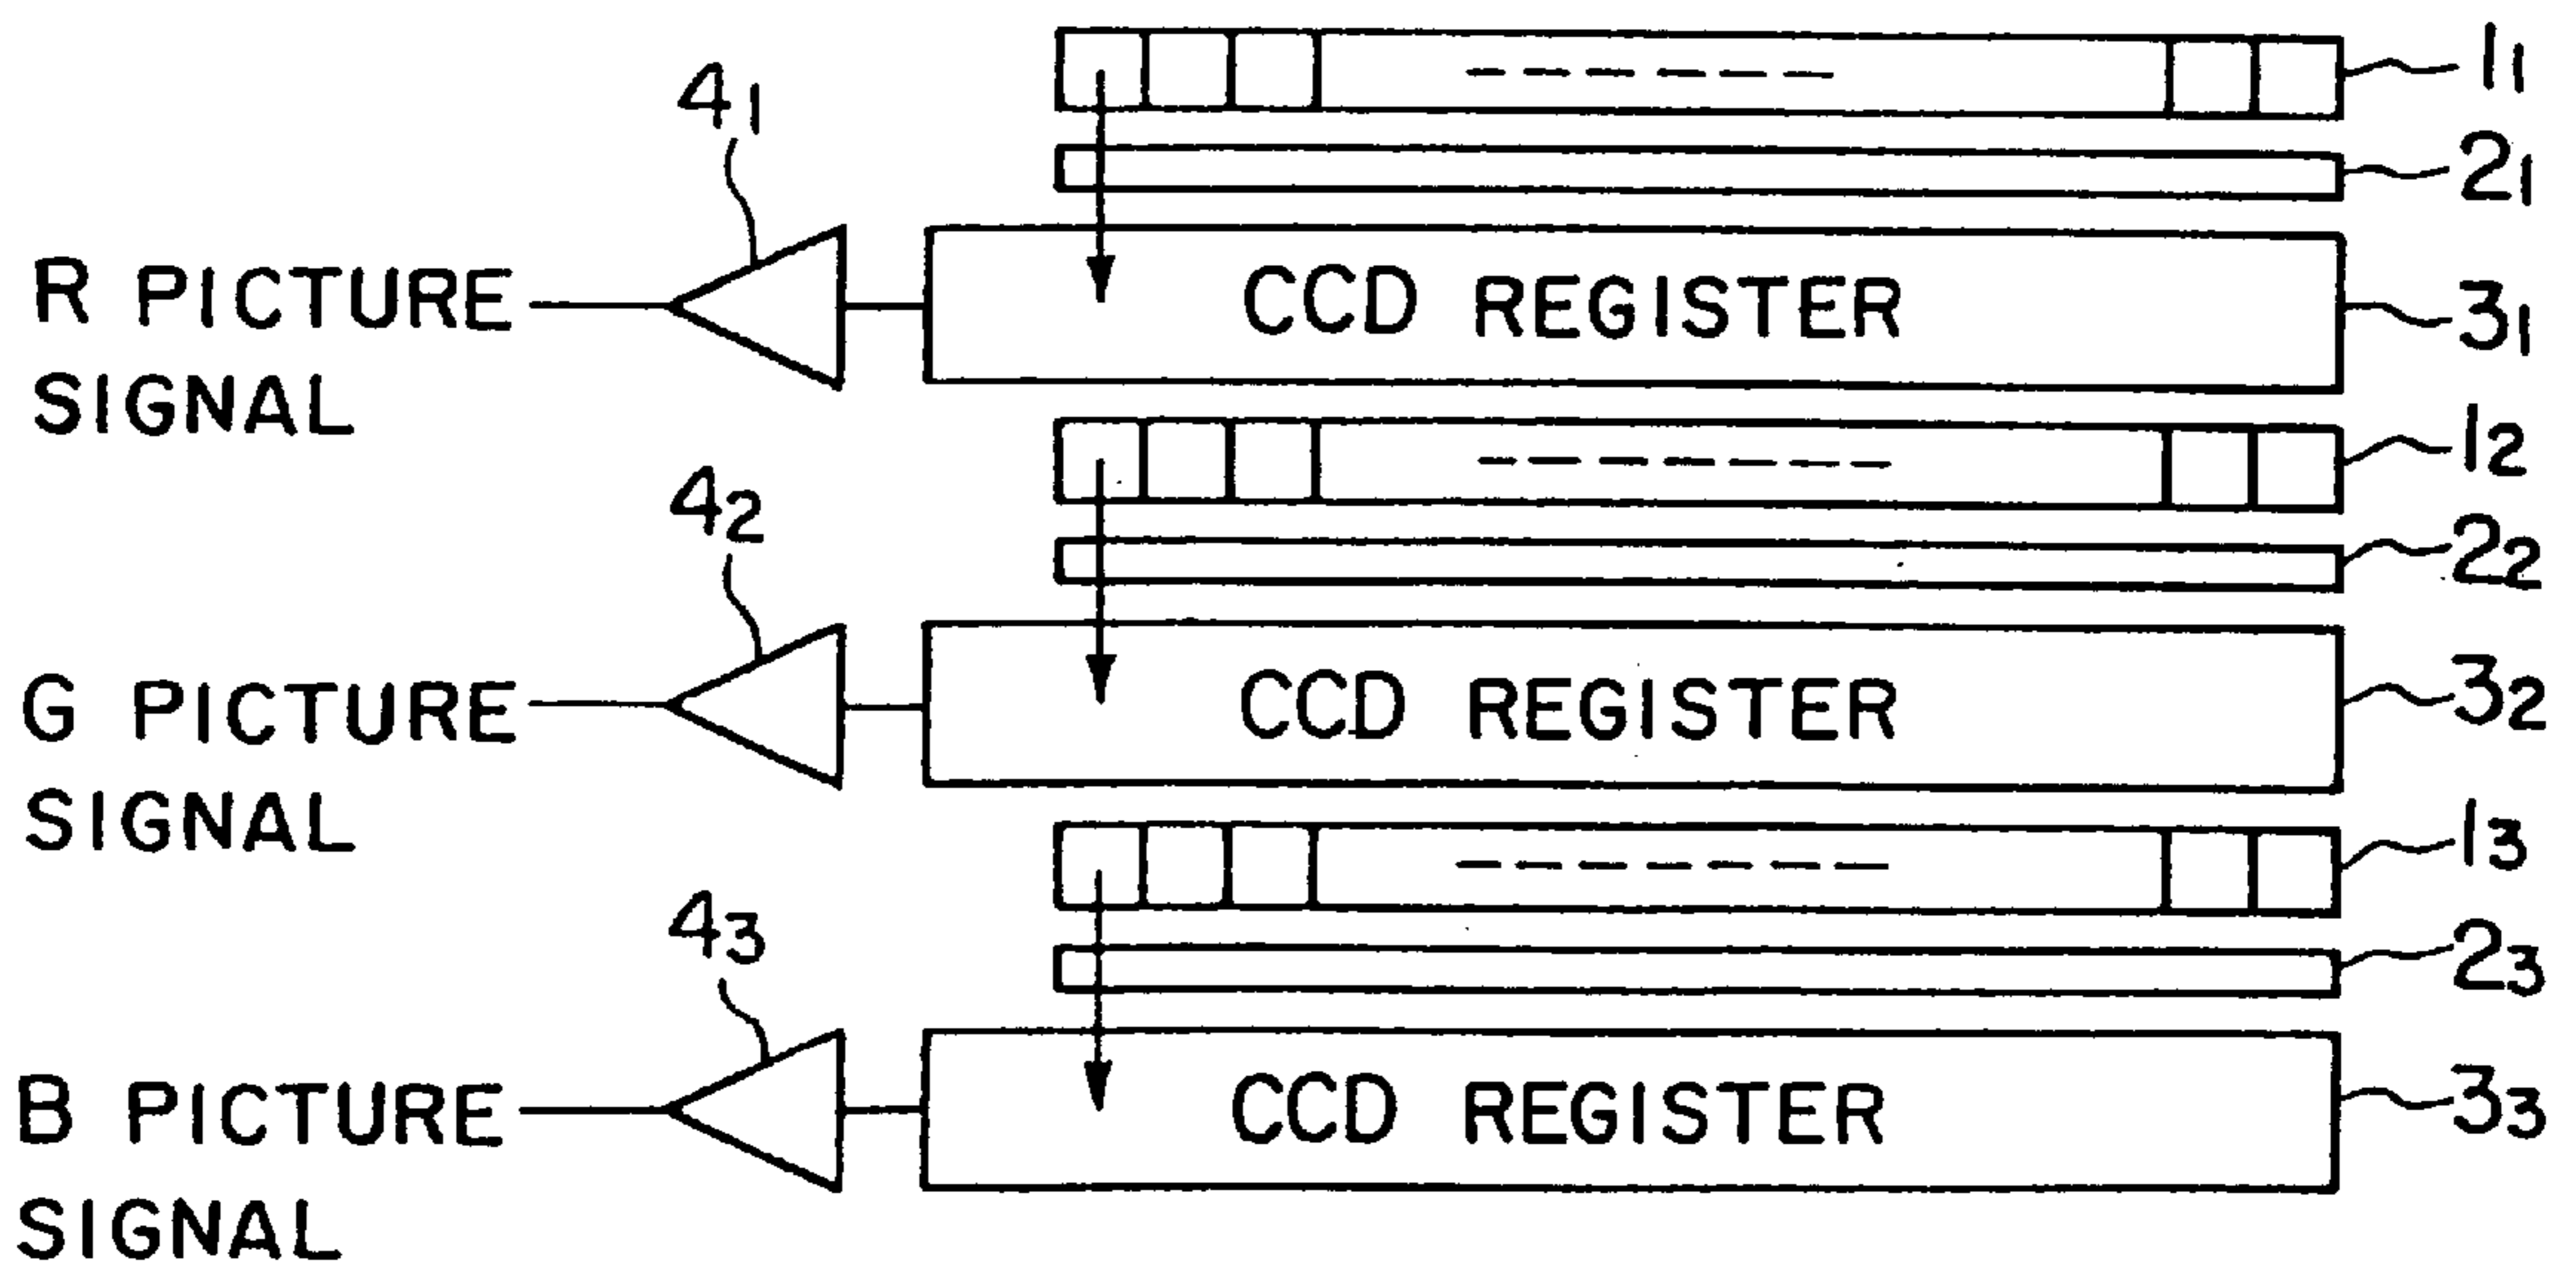 1₁
4₁
2₁
R PICTURE
SIGNAL
CCD REGISTER
3₁
1₂
4₂
2₂
G PICTURE
SIGNAL
CCD REGISTER
3₂
1₃
4₃
2₃
B PICTURE
SIGNAL
CCD REGISTER
3₃